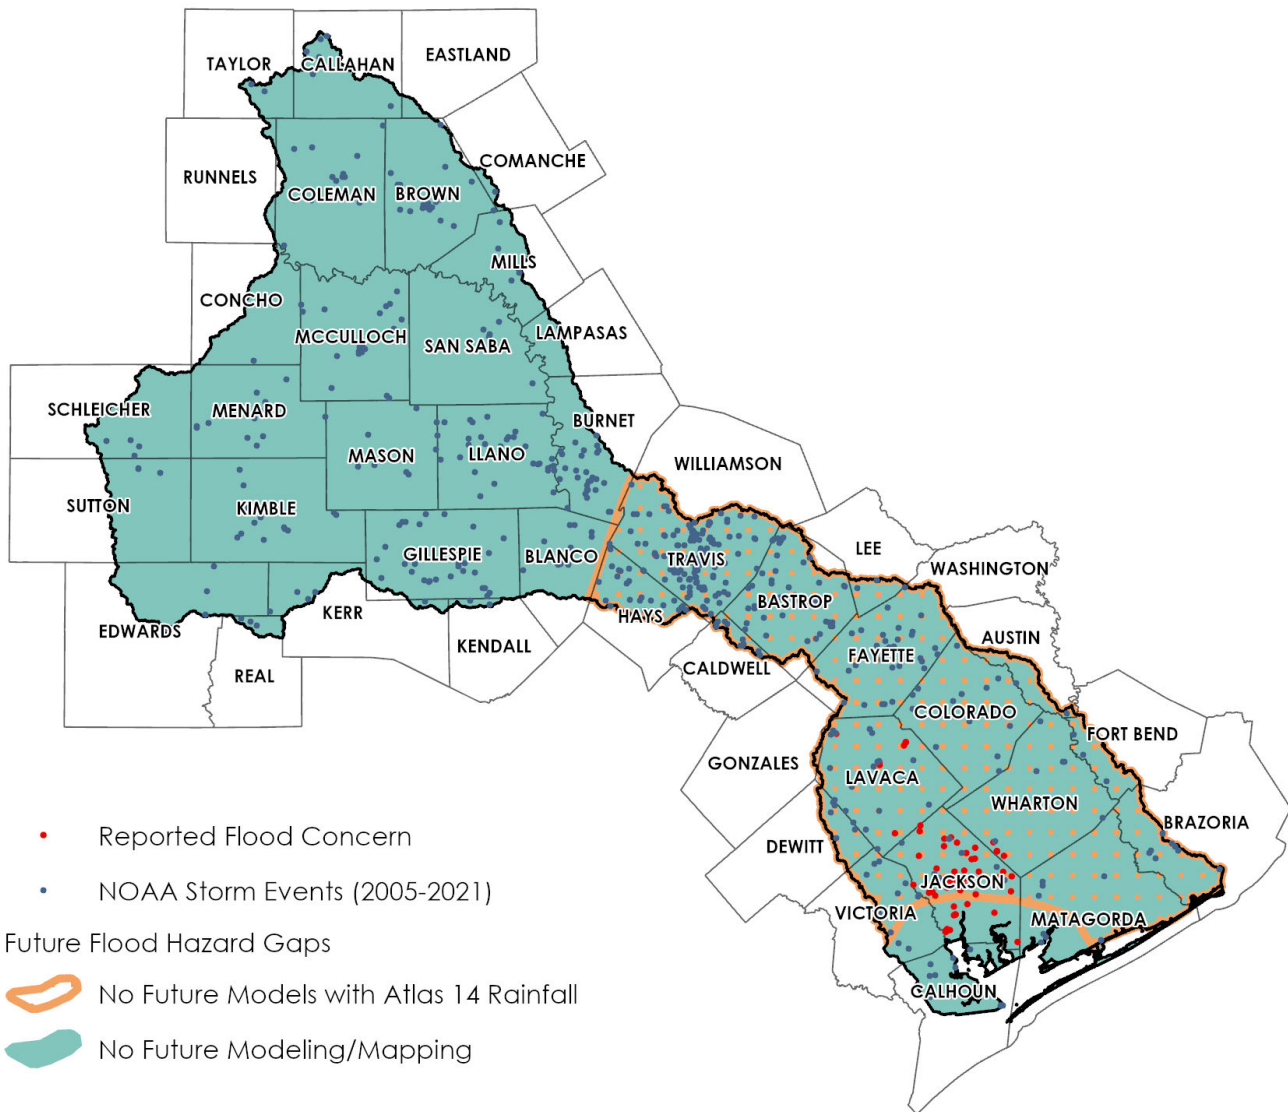 EASTLAND
TAYLOR
CALLAHAN
COMANCHE
RUNNELS
COLEMAN
BROWN
MILLS
CONCHO
MCCULLOCH
SAN SABA
LAMPASAS
SCHLEICHER
MENARD
BURNET
MASON
LLANO
WILLIAMSON
SUTTON
KIMBLE
GILLESPIE
BLANCO
TRAVIS
LEE
WASHINGTON
BASTROP
EDWARDS
KERR
HAYS
KENDALL
AUSTIN
REAL
CALDWELL
FAYETTE
COLORADO
FORT BEND
GONZALES
LAVACA
WHARTON
BRAZORIA
DEWITT
JACKSON
VICTORIA
MATAGORDA
CALHOUN
Reported Flood Concern
NOAA Storm Events (2005-2021)
Future Flood Hazard Gaps
No Future Models with Atlas 14 Rainfall
No Future Modeling/Mapping